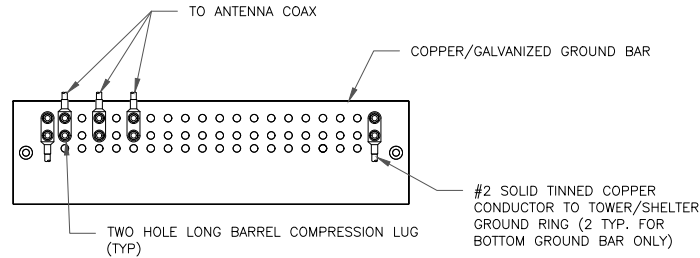 TO ANTENNA COAX
COPPER/GALVANIZED GROUND BAR
#2 SOLID TINNED COPPER
CONDUCTOR TO TOWER/SHELTER
GROUND RING (2 TYP. FOR
BOTTOM GROUND BAR ONLY)
TWO HOLE LONG BARREL COMPRESSION LUG
(TYP)